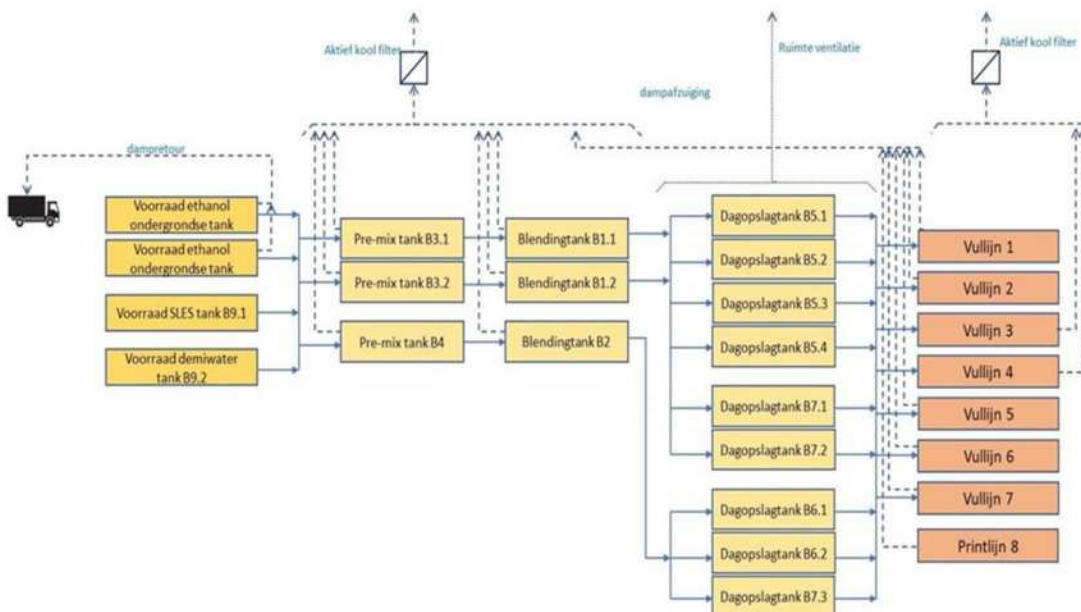 Aktief kool filter
Ruimte ventilatie
Aktief kool filter
dampafzuiging
dampretour
Voorraad ethanol
ondergrondse tank
Voorraad ethanol
ondergrondse tank
Voorraad SLES tank B9.1
Voorraad demiwater
tank B9.2
Pre-mix tank B3.1
Pre-mix tank B3.2
Pre-mix tank B4
Blendingtank B1.1
Blendingtank B1.2
Blendingtank B2
Dagopslagtank B5.1
Dagopslagtank B5.2
Dagopslagtank B5.3
Dagopslagtank B5.4
Dagopslagtank B7.1
Dagopslagtank B7.2
Dagopslagtank B6.1
Dagopslagtank B6.2
Dagopslagtank B7.3
Vullijn 1
Vullijn 2
Vullijn 3
Vullijn 4
Vullijn 5
Vullijn 6
Vullijn 7
Printlijn 8